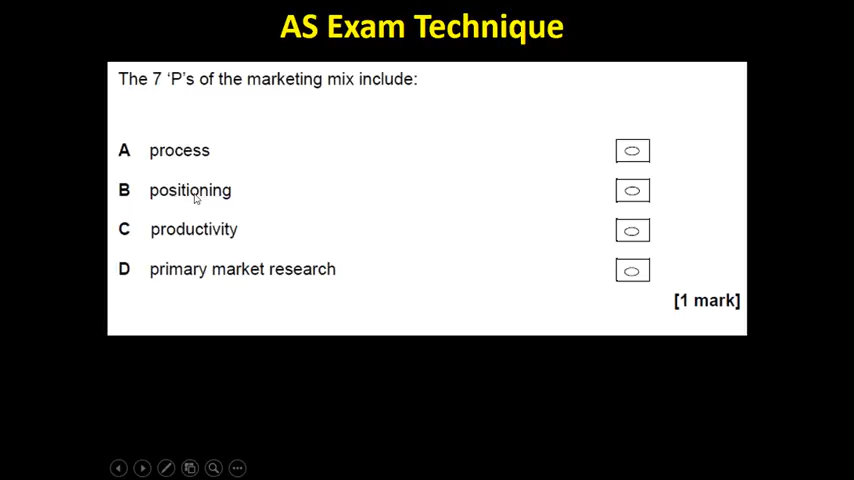 AS Exam Technique
The 7 ‘P’s of the marketing mix include:
A process
B positioning
C productivity
D primary market research
[1 mark]